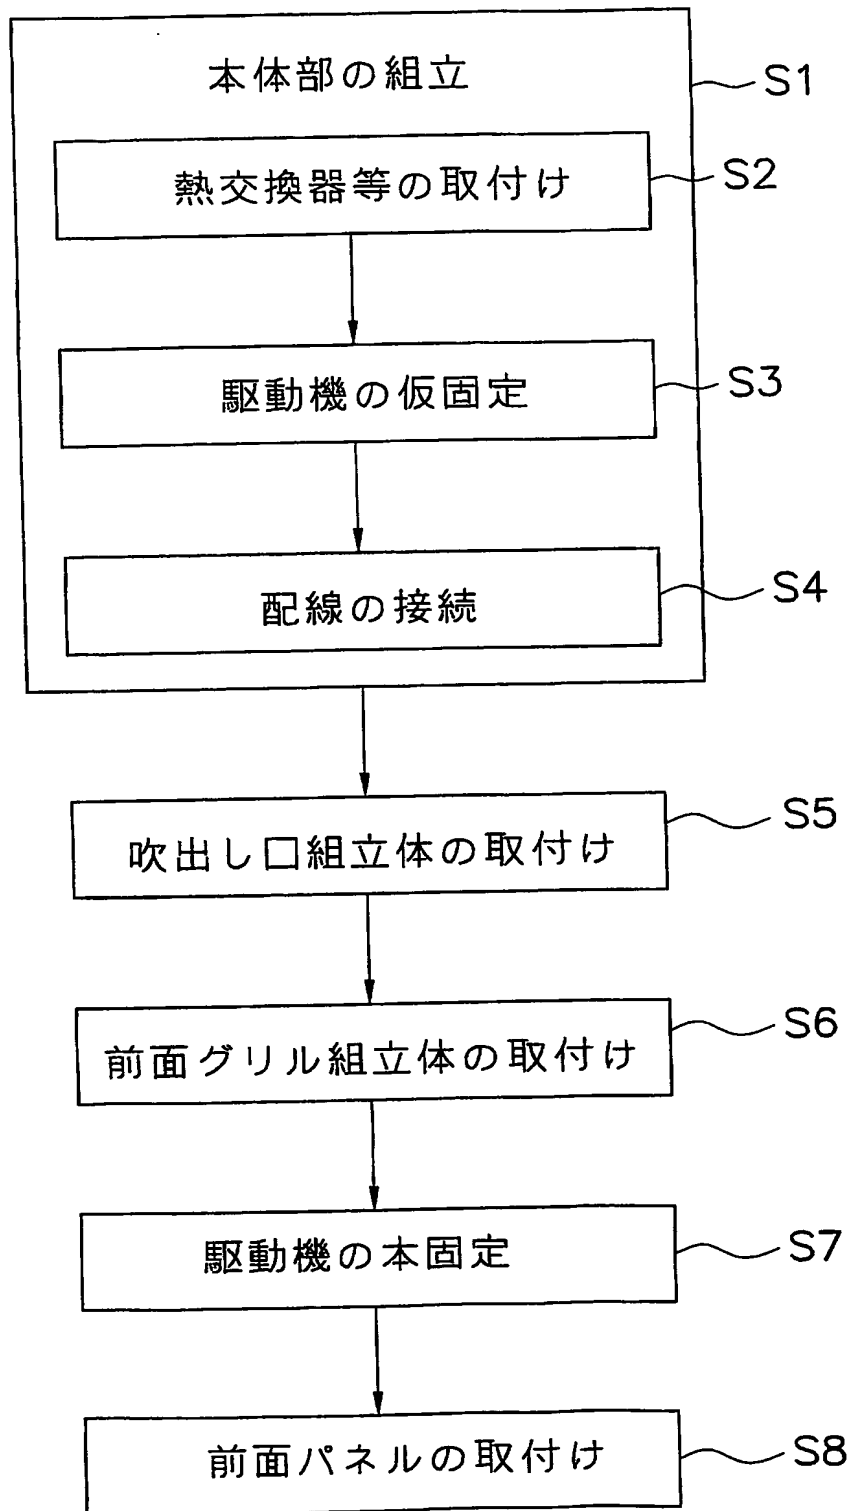 本体部の組立
S1
熱交換器等の取付け
S2
駆動機の仮固定
S3
配線の接続
S4
吹出し口組立体の取付け
S5
前面グリル組立体の取付け
S6
駆動機の本固定
S7
前面パネルの取付け
S8